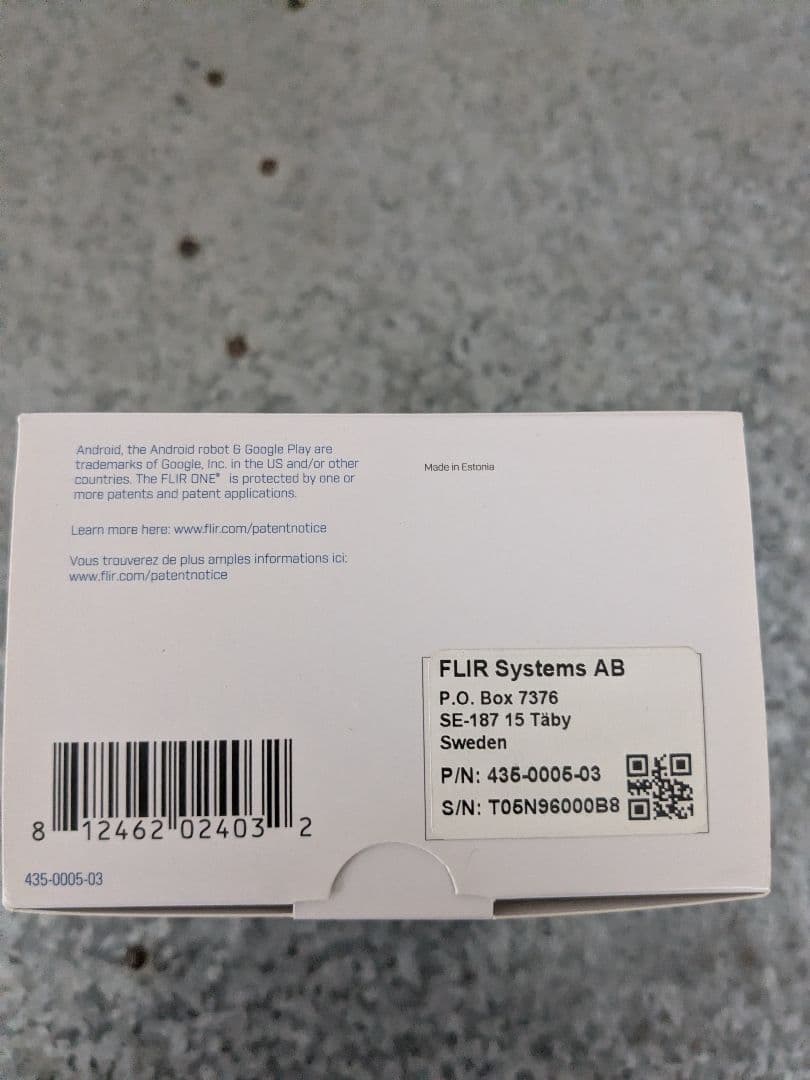 Android, the Android robot & Google Play are
trademarks of Google, Inc. in the US and/or other
countries. The FLIR ONE® is protected by one or
more patents and patent applications.
Learn more here: www.flir.com/patentnotice
Vous trouverez de plus amples informations ici:
www.flir.com/patentnotice
Made in Estonia
FLIR Systems AB
P.O. Box 7376
SE-187 15 Täby
Sweden
P/N: 435-0005-03
S/N: T05N96000B8
8 12462 02403 2
435-0005-03